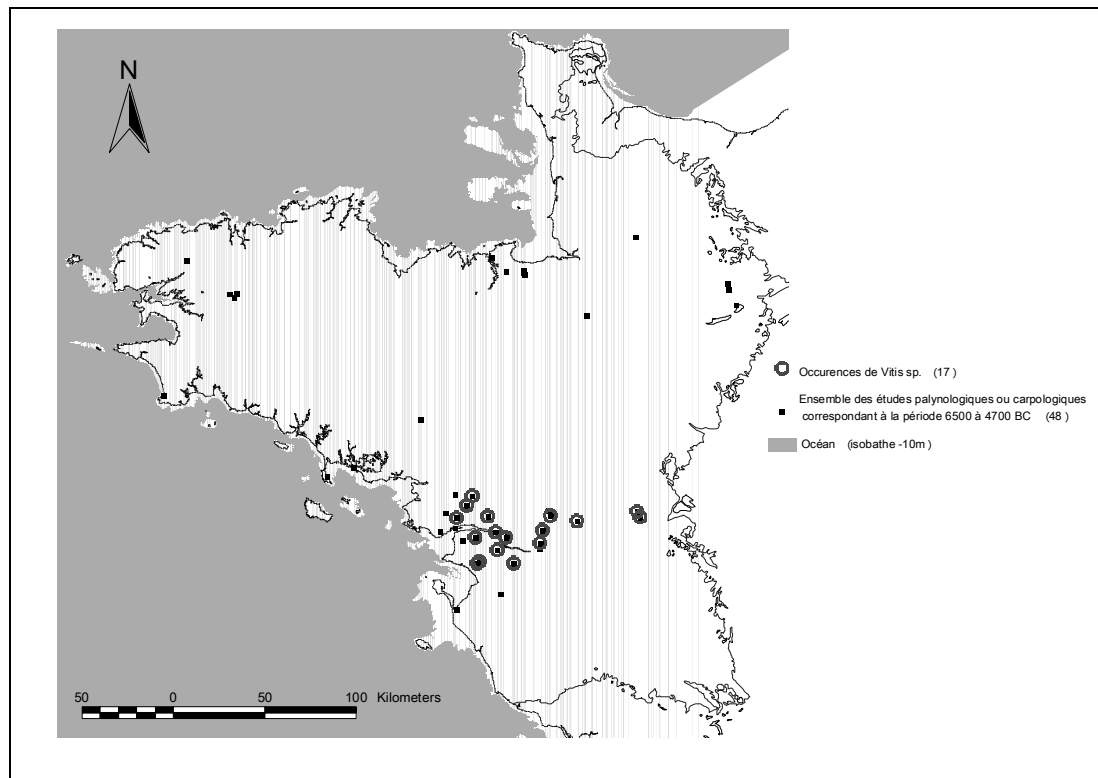 N
Occurences de Vitis sp. (17)
Ensemble des études palynologiques ou carpologiques
correspondant à la période 6500 à 4700 BC (48)
Océan (isobathe -10m)
50 0 50 100 Kilometers